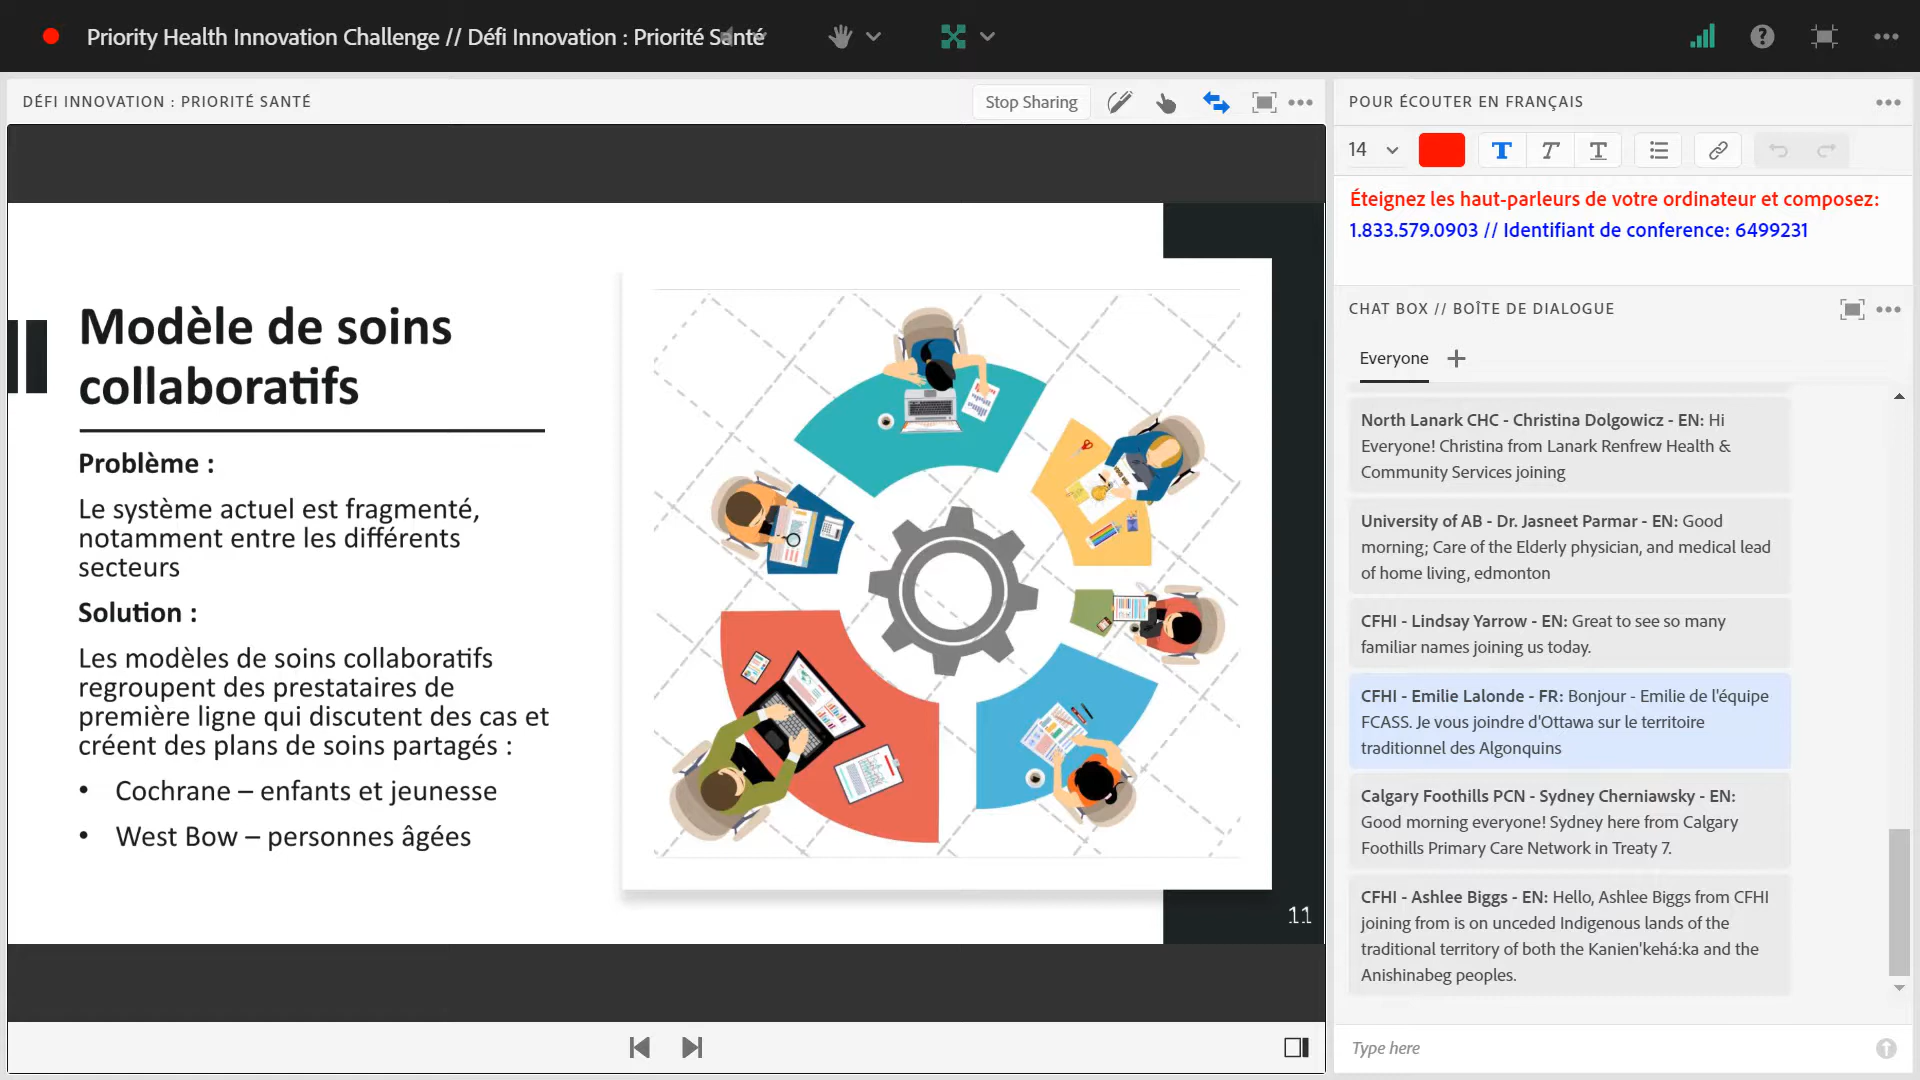 Priority Health Innovation Challenge // Défi Innovation : Priorité Santé
DÉFI INNOVATION : PRIORITÉ SANTÉ
Stop Sharing
Modèle de soins
collaboratifs
Problème :
Le système actuel est fragmenté,
notamment entre les différents
secteurs
Solution :
Les modèles de soins collaboratifs
regroupent des prestataires de
première ligne qui discutent des cas et
créent des plans de soins partagés :
• Cochrane – enfants et jeunesse
• West Bow – personnes âgées
11
POUR ÉCOUTER EN FRANÇAIS
14
Éteignez les haut-parleurs de votre ordinateur et composez:
1.833.579.0903 // Identifiant de conference: 6499231
CHAT BOX // BOÎTE DE DIALOGUE
Everyone
North Lanark CHC - Christina Dolgowicz - EN: Hi
Everyone! Christina from Lanark Renfrew Health &
Community Services joining
University of AB - Dr. Jasneet Parmar - EN: Good
morning; Care of the Elderly physician, and medical lead
of home living, edmonton
CFHI - Lindsay Yarrow - EN: Great to see so many
familiar names joining us today.
CFHI - Emilie Lalonde - FR: Bonjour - Emilie de l'équipe
FCASS. Je vous joindre d'Ottawa sur le territoire
traditionnel des Algonquins
Calgary Foothills PCN - Sydney Cherniawsky - EN:
Good morning everyone! Sydney here from Calgary
Foothills Primary Care Network in Treaty 7.
CFHI - Ashlee Biggs - EN: Hello, Ashlee Biggs from CFHI
joining from is on unceded Indigenous lands of the
traditional territory of both the Kanien'kehá:ka and the
Anishinabeg peoples.
Type here